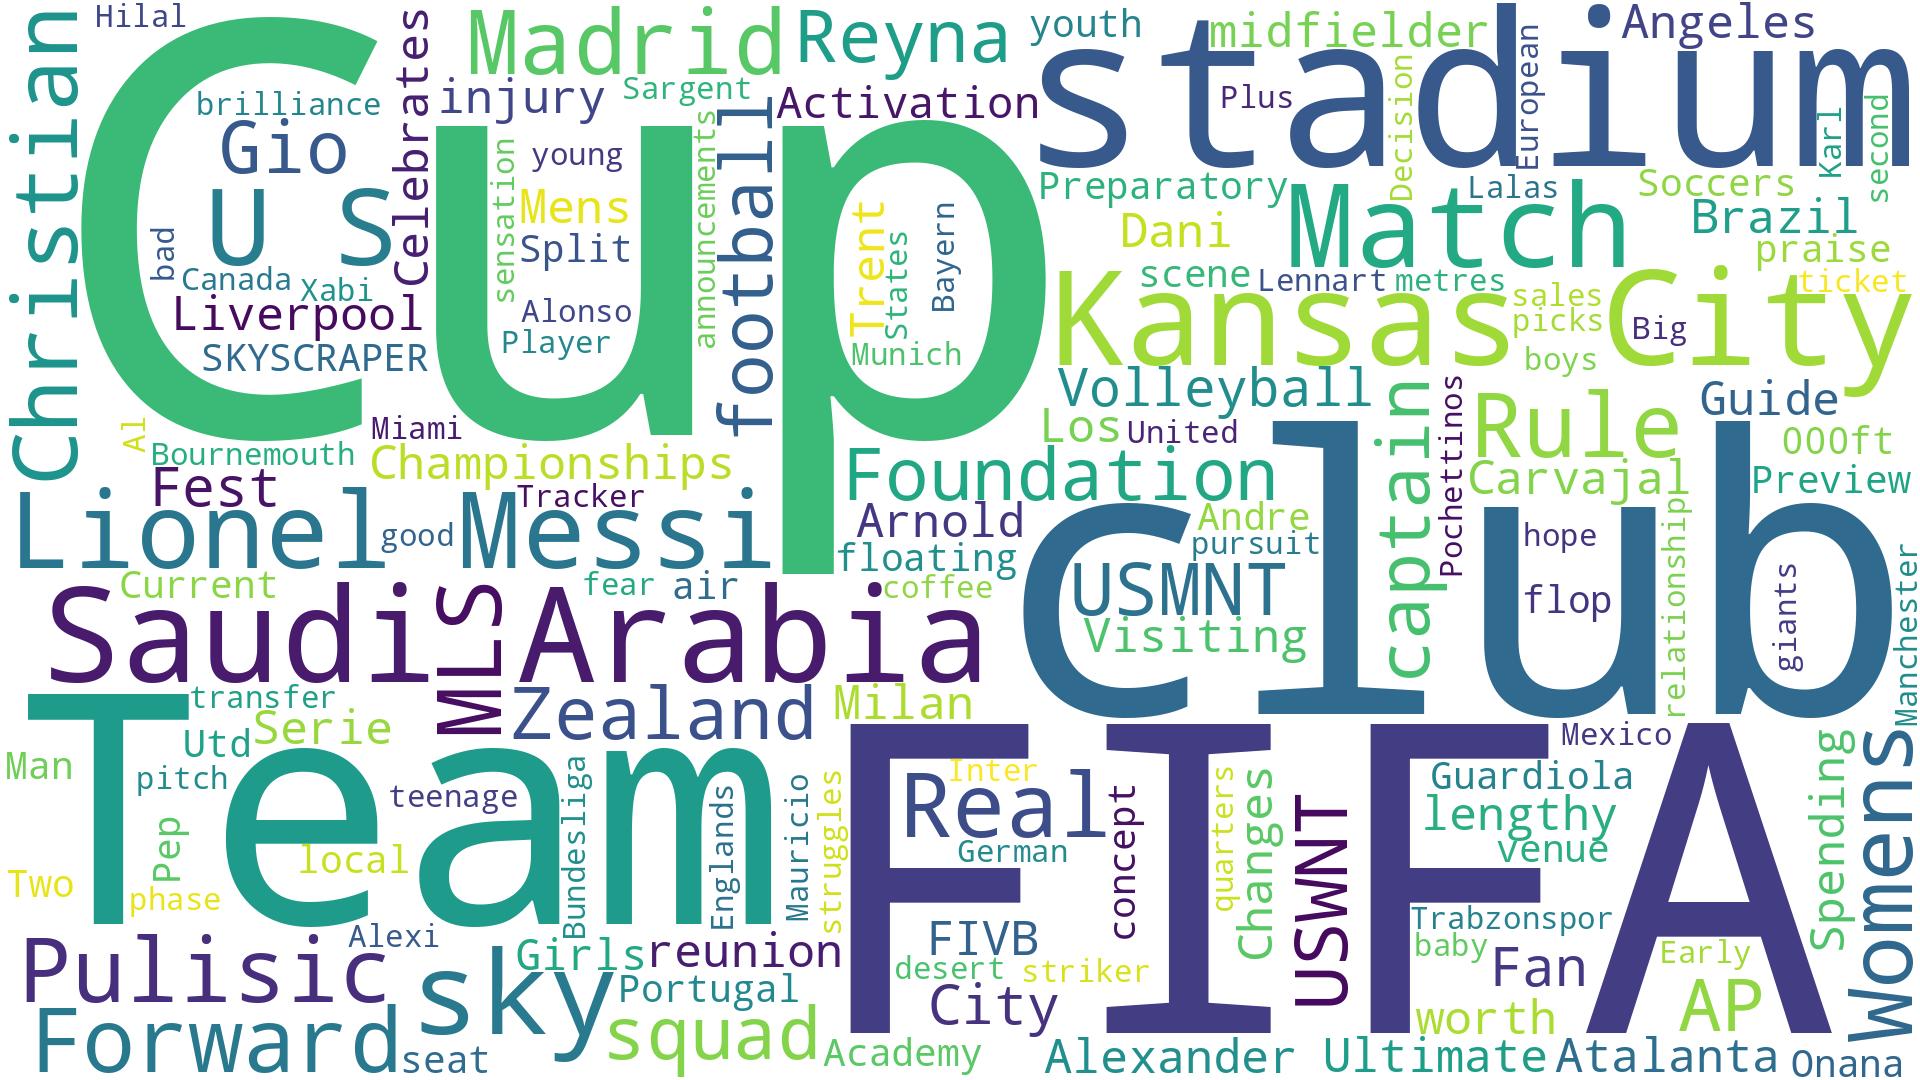 Hilal
Christian
Cup
Celebrates
Madrid
Reyna
youth
midfielder
Angeles
stadium
brilliance
injury
Sargent
Activation
Plus
Decision
European
Karl
second
Gio
U S
sensation
young
announcements
football
Mens
Split
Trent
States
Bayern
Preparatory
Lalas
Soccers
Match
Dani
Brazil
bad
Canada
Xabi
Liverpool
Alonso
Player
SKYSCRAPER
Munich
scene
Lennart
metres
praise
ticket
Kansas City
sales
picks
Big
boys
Volleyball
Los
United
captain
Pochettinos
Rule
Guide
000ft
Al
Bournemouth
Miami
Championships
Fest
Tracker
Foundation
Carvajal
Preview
Lionel Messi
good
Arnold
Andre
pursuit
club
hope
flop
relationship
giants
Manchester
floating
Current
fear
air
coffee
USMNT
Visiting
Saudi Arabia
MLS
transfer
Zealand
Milan
Serie
Utd
Man
pitch
Team
teenage
Bundesliga
Englands
Mauricio
struggles
FIFA
Inter
Real
German
concept
quarters
Changes
USWNT
Mexico
Guardiola
lengthy
venue
Spending
Womens
Pep
local
Two
phase
Alexi
Pulisic
sky
Girls
reunion
Portugal
FIVB
desert
striker
City
Trabzonspor
baby
Fan
Early
AP
worth
Forward
seat
squad
Academy
Alexander
Ultimate
Atalanta
Onana